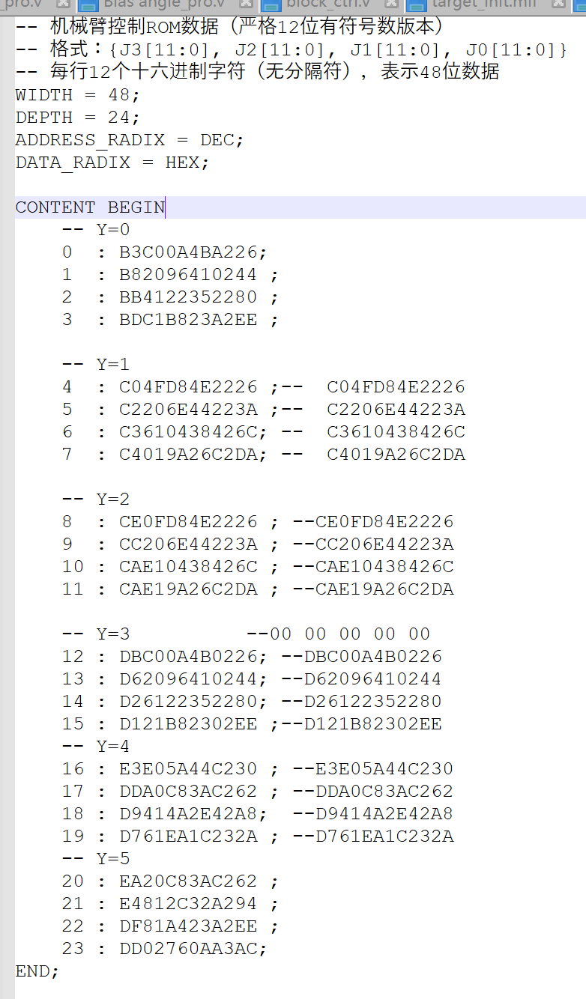 _pro.v Bias angle_pro.v block_ctrl.v target_init.mif
-- 机械臂控制ROM数据（严格12位有符号数版本）
-- 格式：{J3[11:0], J2[11:0], J1[11:0], J0[11:0]}
-- 每行12个十六进制字符（无分隔符），表示48位数据
WIDTH = 48;
DEPTH = 24;
ADDRESS_RADIX = DEC;
DATA_RADIX = HEX;
CONTENT BEGIN
-- Y=0
0 : B3C00A4BA226;
1 : B82096410244 ;
2 : BB4122352280 ;
3 : BDC1B823A2EE ;
-- Y=1
4 : C04FD84E2226 ;-- C04FD84E2226
5 : C2206E44223A ;-- C2206E44223A
6 : C3610438426C; -- C3610438426C
7 : C4019A26C2DA; -- C4019A26C2DA
-- Y=2
8 : CE0FD84E2226 ; --CE0FD84E2226
9 : CC206E44223A ; --CC206E44223A
10 : CAE10438426C ; --CAE10438426C
11 : CAE19A26C2DA ; --CAE19A26C2DA
-- Y=3 --00 00 00 00 00
12 : DBC00A4B0226; --DBC00A4B0226
13 : D62096410244; --D62096410244
14 : D26122352280; --D26122352280
15 : D121B82302EE ;--D121B82302EE
-- Y=4
16 : E3E05A44C230 ; --E3E05A44C230
17 : DDA0C83AC262 ; --DDA0C83AC262
18 : D9414A2E42A8; --D9414A2E42A8
19 : D761EA1C232A ; --D761EA1C232A
-- Y=5
20 : EA20C83AC262 ;
21 : E4812C32A294 ;
22 : DF81A423A2EE ;
23 : DD02760AA3AC;
END;